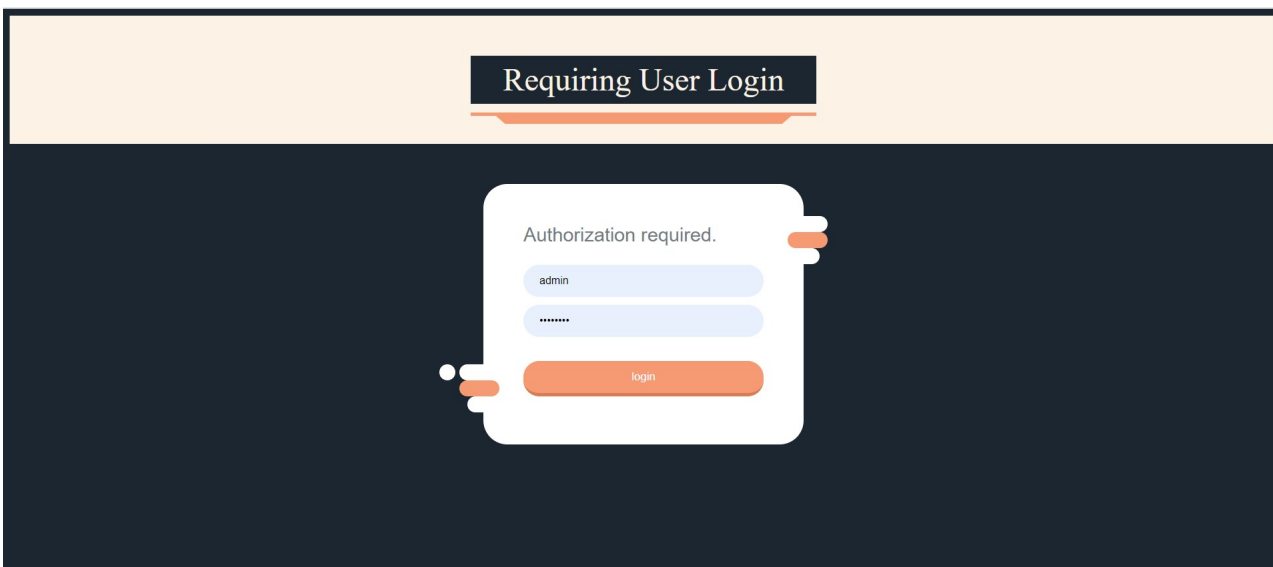 Requiring User Login
Authorization required.
admin
••••••••
login